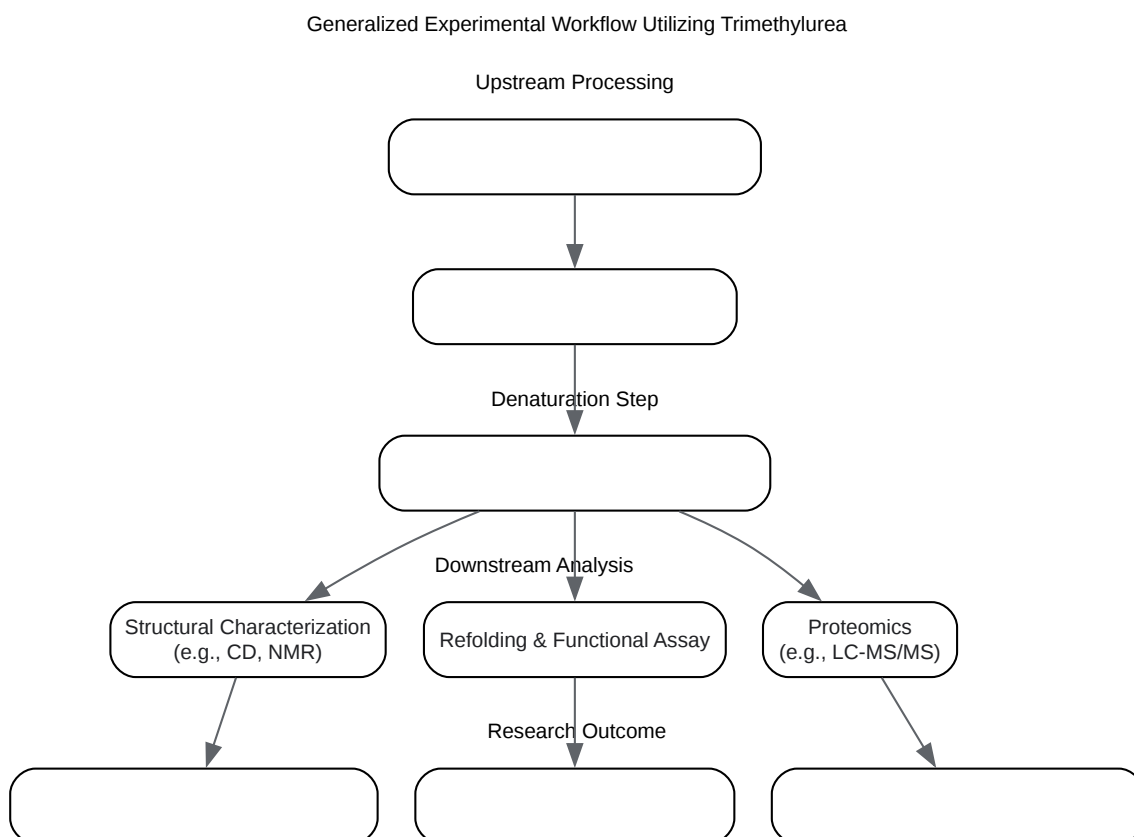 Generalized Experimental Workflow Utilizing Trimethylurea
Upstream Processing
Denaturation Step
Downstream Analysis
Structural Characterization
(e.g., CD, NMR)
Refolding & Functional Assay
Proteomics
(e.g., LC-MS/MS)
Research Outcome